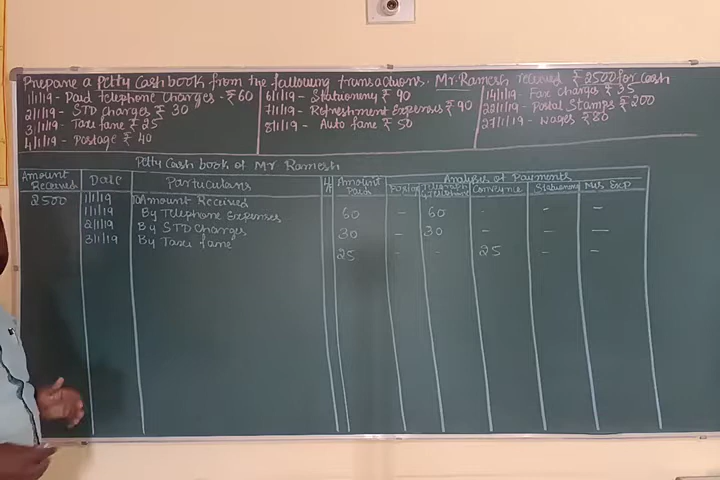 Prepare a Petty Cashbook from the following transactions. Mr. Ramesh received ₹ 2500 for Cash
1/1/19 - Paid Telephone Charges - ₹ 60
2/1/19 - STD Charges ₹ 30
3/1/19 - Taxi fare ₹ 25
4/1/19 - Postage ₹ 40
6/1/19 - Stationery ₹ 90
7/1/19 - Refreshment Expenses ₹ 90
8/1/19 - Auto fare ₹ 50
14/1/19 - Fax Charges ₹ 35
22/1/19 - Postal Stamps ₹ 200
27/1/19 - Wages ₹ 80
Petty Cash book of Mr Ramesh
Amount Received Date Particulars Amount Paid Analysis of Payments
Postage Conveynce Stationery Mis. Exp
2500 1/1/19 To Amount Received
1/1/19 By Telephone Expenses 60 - 60 - - -
2/1/19 By STD Charges 30 - 30 - - -
3/1/19 By Taxi fare 25 - - 25 - -